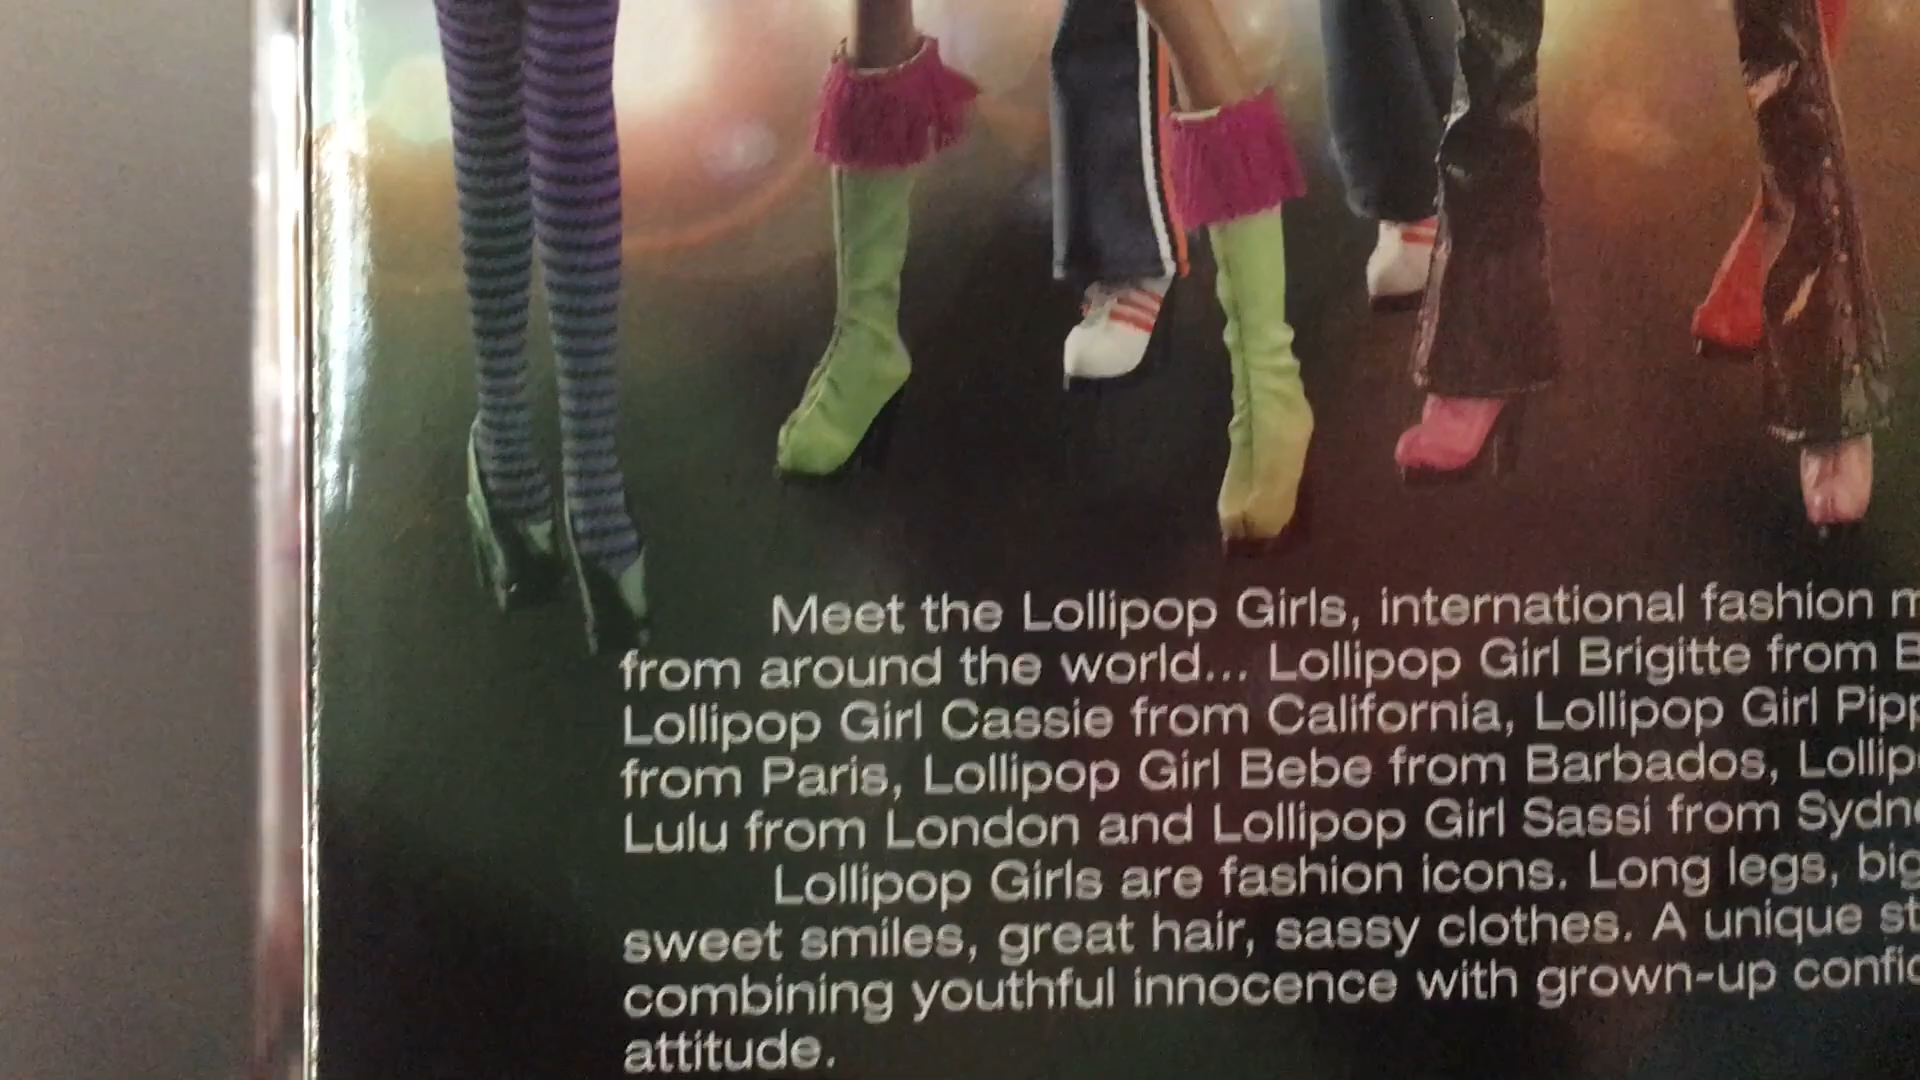 Meet the Lollipop Girls, international fashion
from around the world... Lollipop Girl Brigitte from
Lollipop Girl Cassie from California, Lollipop Girl
from Paris, Lollipop Girl Bebe from Barbados,
Lulu from London and Lollipop Girl Sassi from
Lollipop Girls are fashion icons. Long legs, big
sweet smiles, great hair, sassy clothes. A unique
combining youthful innocence with grown-up
attitude.